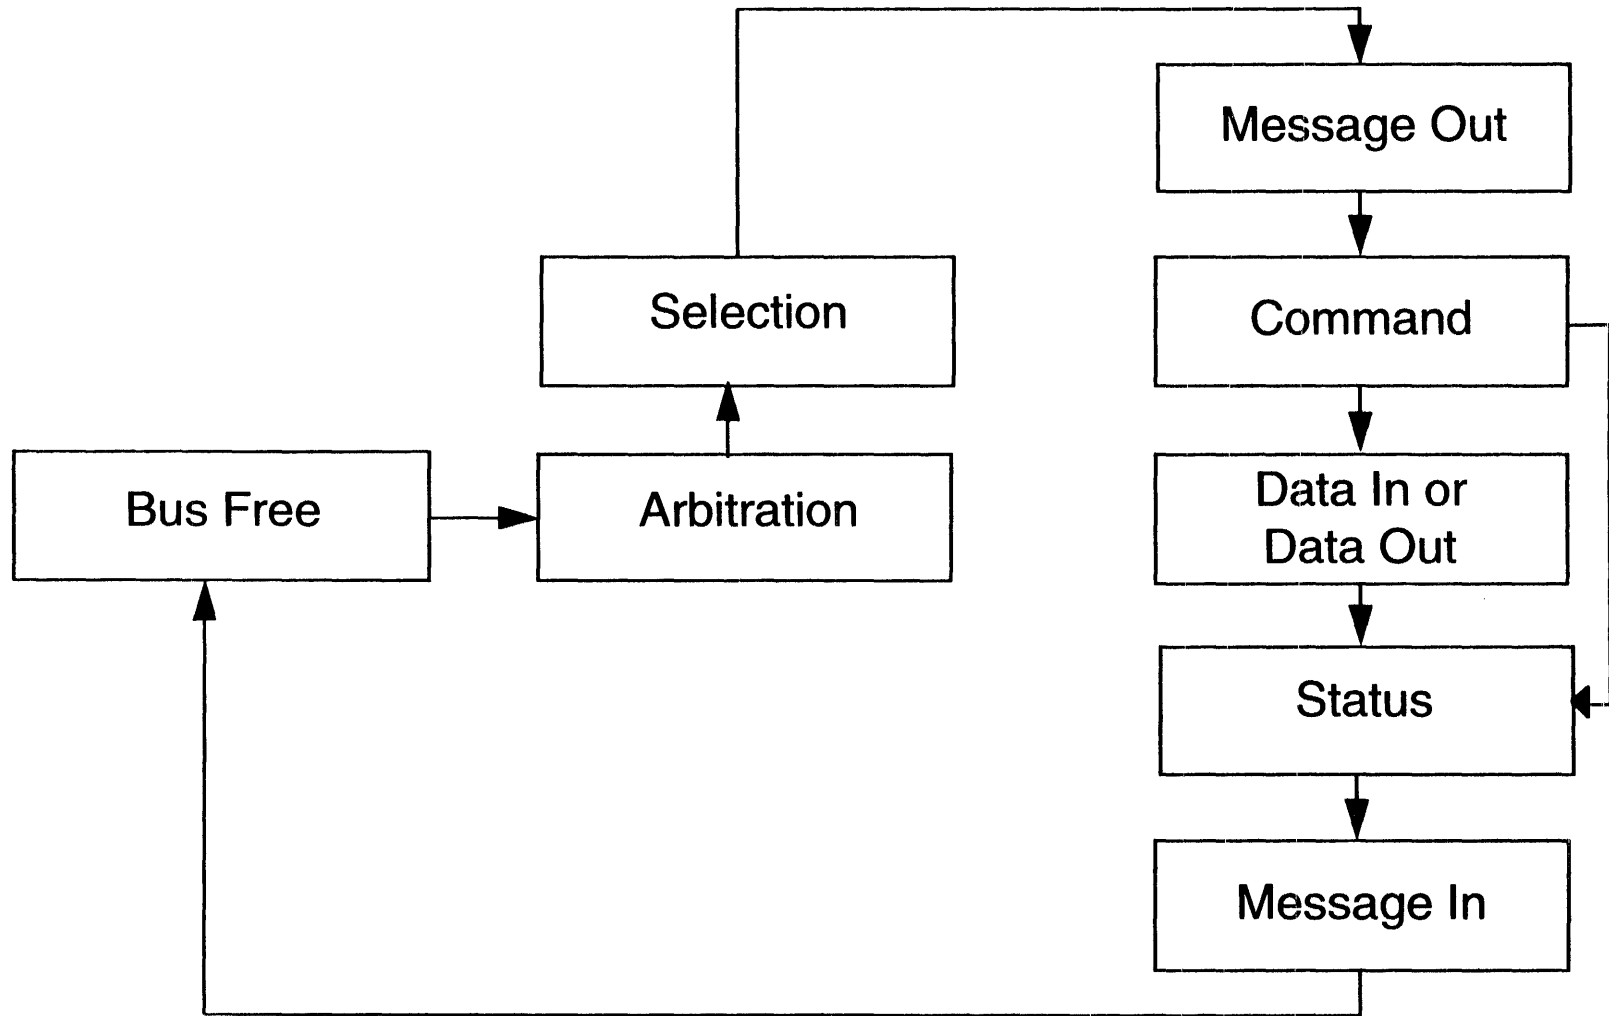 Message Out
Selection
Command
Bus Free
Arbitration
Data In or
Data Out
Status
Message In